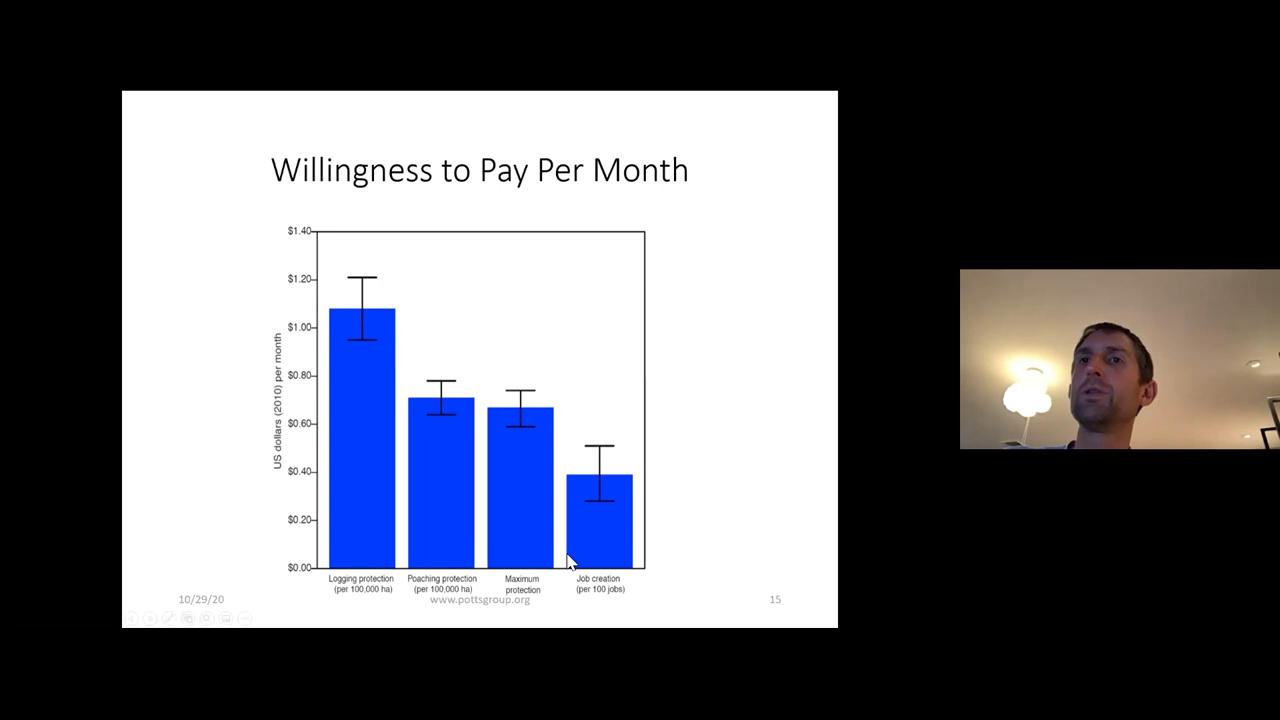 Willingness to Pay Per Month
$1.40
$1.20
$1.00
$0.80
$0.60
$0.40
$0.20
$0.00
US dollars (2010) per month
Logging protection
(per 100,000 ha)
Poaching protection
(per 100,000 ha)
Maximum
protection
Job creation
(per 100 jobs)
10/29/20
www.pottsgroup.org
15